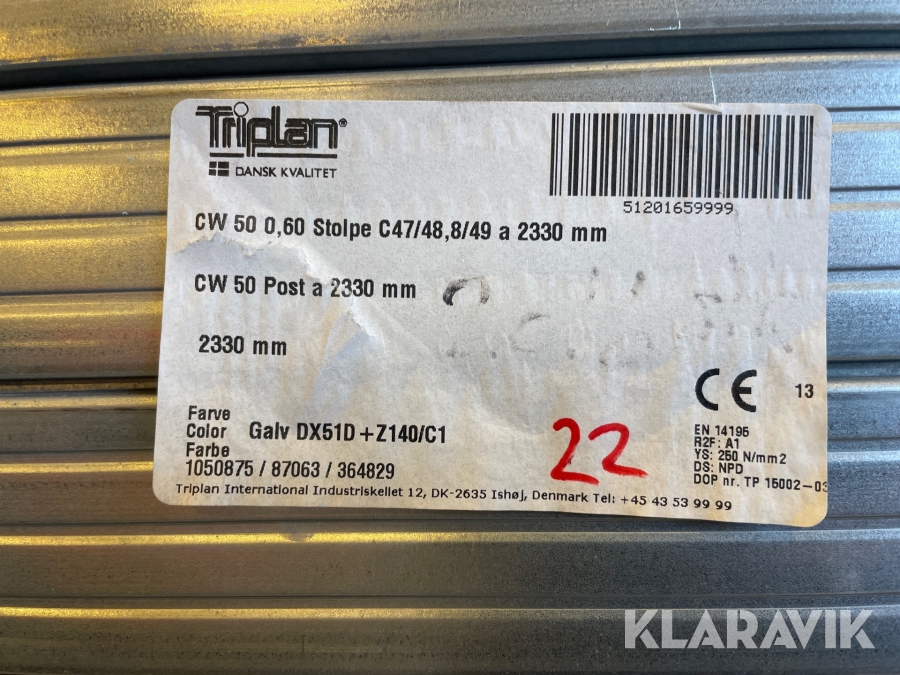 Triplan®
DANSK KVALITET
51201659999
CW 50 0,60 Stolpe C47/48,8/49 a 2330 mm
CW 50 Post a 2330 mm
2330 mm
13
Farve
Color Galv DX51D+Z140/C1
Farbe
1050875 / 87063 / 364829
22
EN 14195
R2F: A1
YS: 250 N/mm2
DS: NPD
DOP nr. TP 15002-03
Triplan International Industriskellet 12, DK-2635 Ishøj, Denmark Tel: +45 43 53 99 99
KLARAVIK